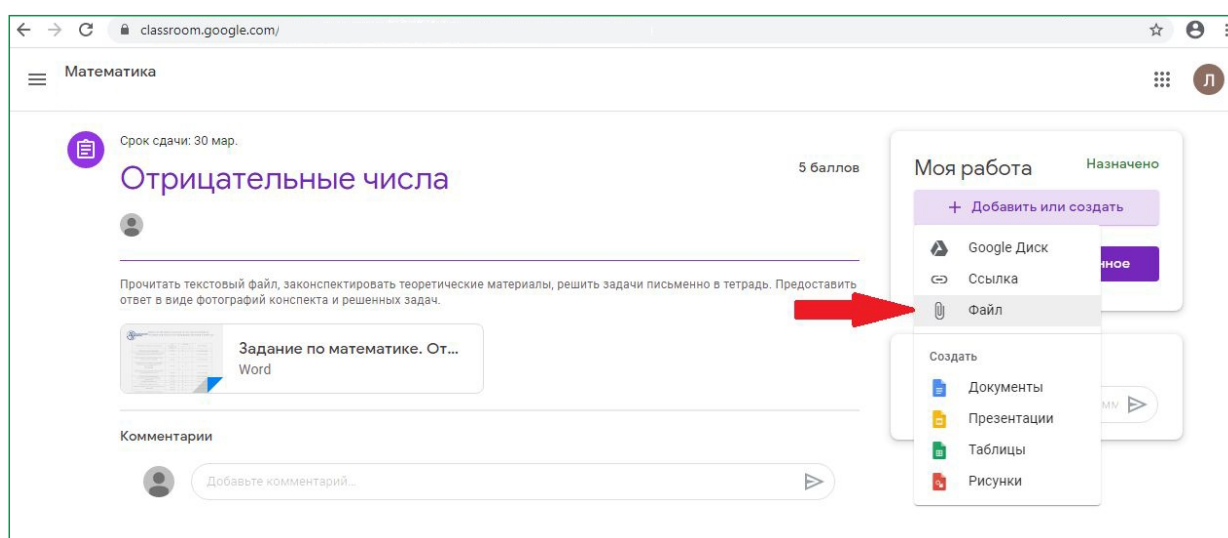 classroom.google.com/
Математика
Л
Срок сдачи: 30 мар.
Отрицательные числа
5 баллов
Прочитать текстовый файл, законспектировать теоретические материалы, решить задачи письменно в тетрадь. Предоставить
ответ в виде фотографий конспекта и решенных задач.
Задание по математике. От...
Word
Комментарии
Добавьте комментарий...
Моя работа
Назначено
+ Добавить или создать
Google Диск
нное
Ссылка
Файл
Создать
Документы
Презентации
Таблицы
Рисунки